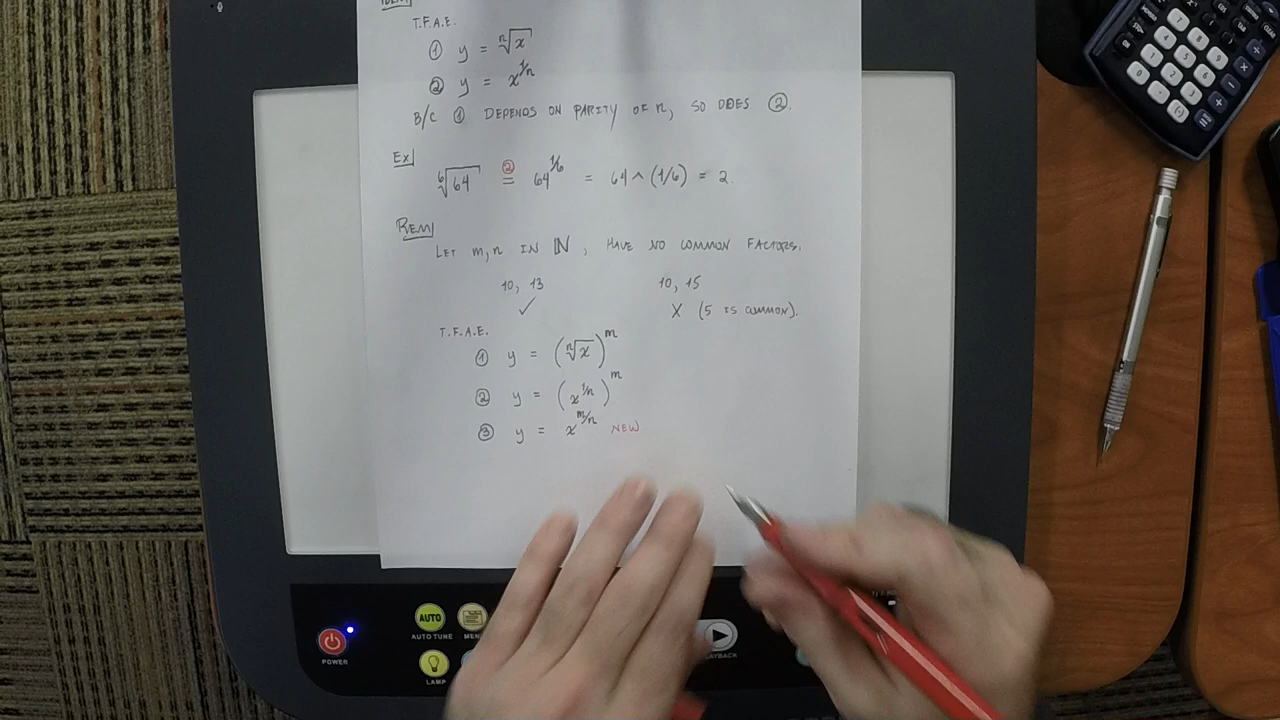 T.F.A.E.
① y = ⁿ√x
② y = x^1/n
B/C ① DEPENDS ON PARITY OF n, SO DOES ②.
Ex
⁶√64 ②= 64^1/6 = 64 ^ (1/6) = 2.
REM
LET m,n IN ℕ, HAVE NO COMMON FACTORS.
10, 13 10, 15
✓ X (5 IS COMMON).
T.F.A.E.
① y = (ⁿ√x)^m
② y = (x^1/n)^m
③ y = x^m/n NEW
AUTO
AUTO TUNE
POWER
LAMP